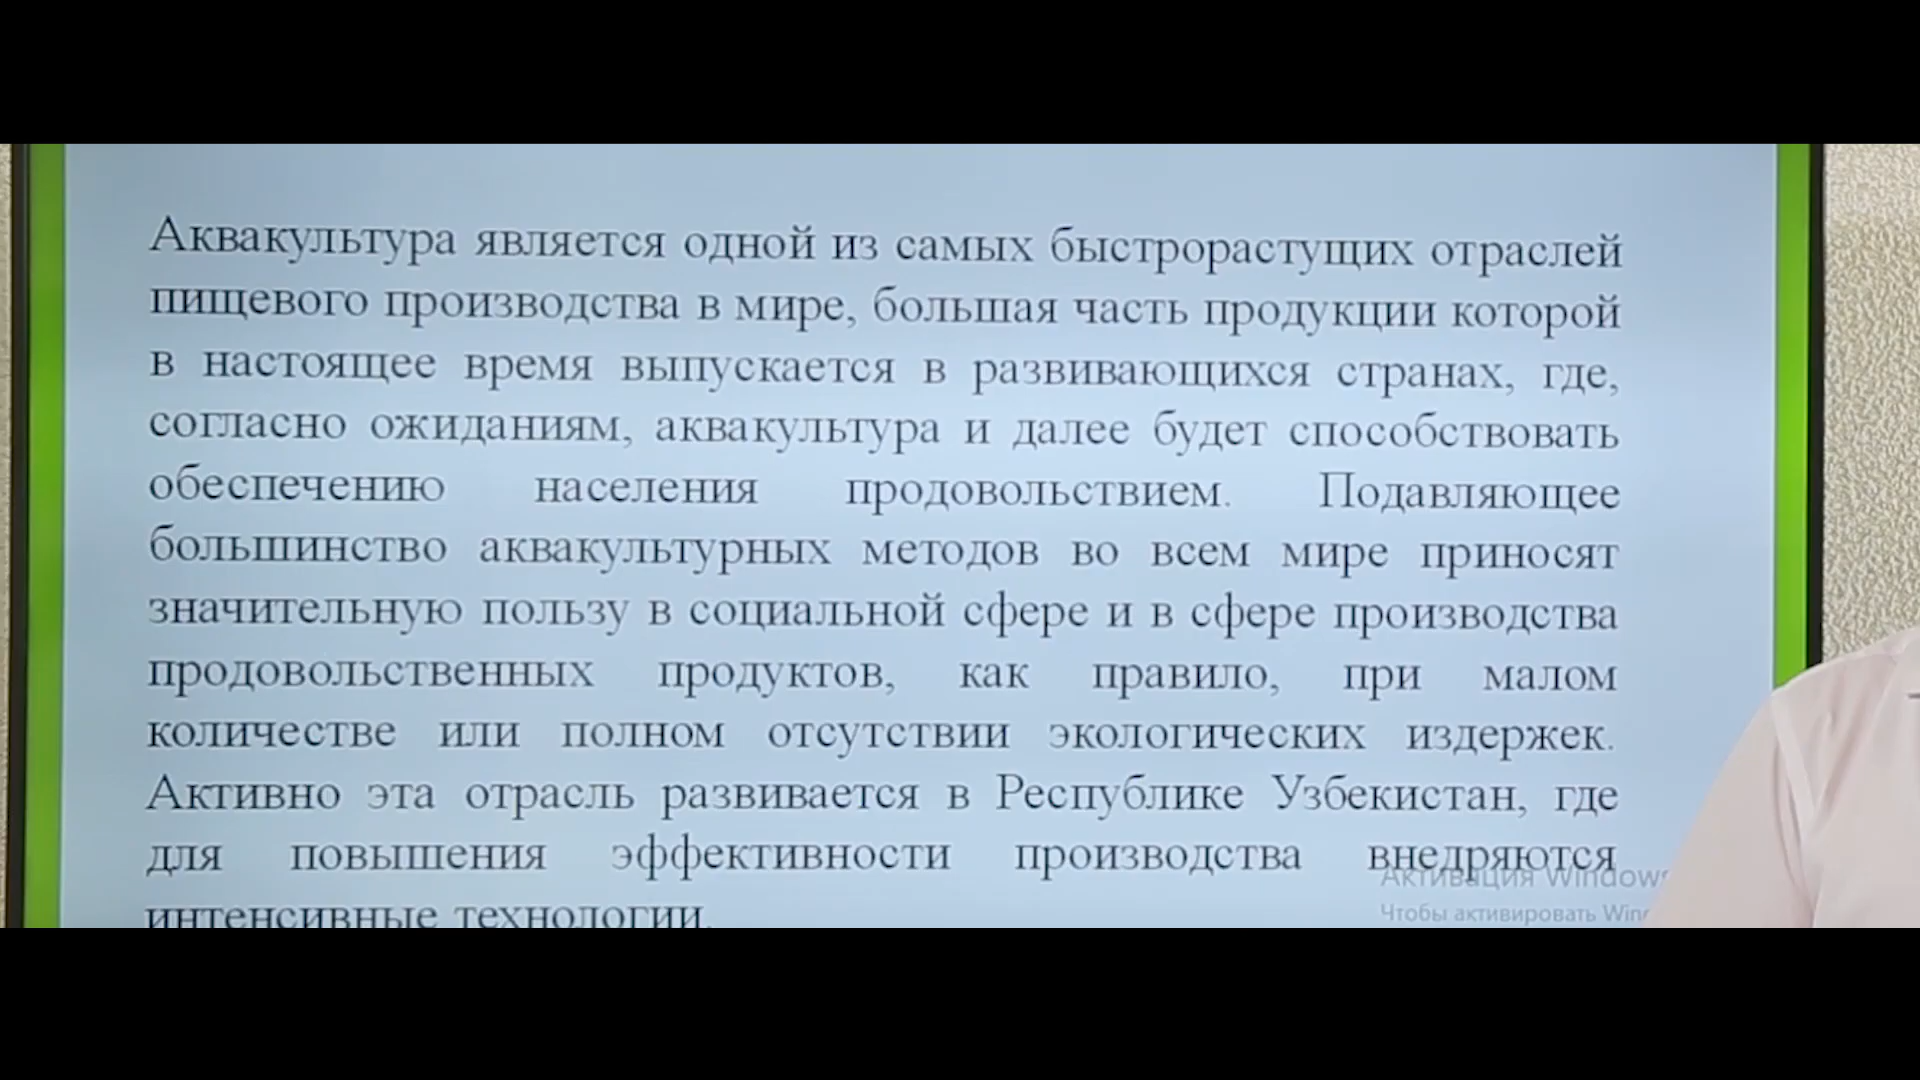 Аквакультура является одной из самых быстрорастущих отраслей
пищевого производства в мире, большая часть продукции которой
в настоящее время выпускается в развивающихся странах, где,
согласно ожиданиям, аквакультура и далее будет способствовать
обеспечению населения продовольствием. Подавляющее
большинство аквакультурных методов во всем мире приносят
значительную пользу в социальной сфере и в сфере производства
продовольственных продуктов, как правило, при малом
количестве или полном отсутствии экологических издержек.
Активно эта отрасль развивается в Республике Узбекистан, где
для повышения эффективности производства внедряются
интенсивные технологии.
Активация Windows
Чтобы активировать Win